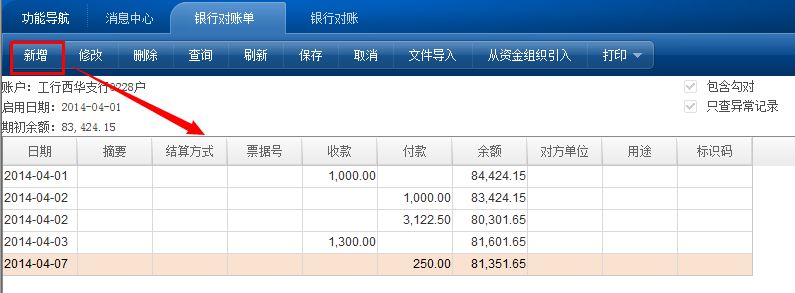 功能导航 消息中心 银行对账单 银行对账
新增 修改 删除 查询 刷新 保存 取消 文件导入 从资金组织引入 打印
账户：工行西华支行0228户 包含勾对
启用日期：2014-04-01 只查异常记录
期初余额：83,424.15
日期 摘要 结算方式 票据号 收款 付款 余额 对方单位 用途 标识码
2014-04-01 1,000.00 84,424.15
2014-04-02 1,000.00 83,424.15
2014-04-02 3,122.50 80,301.65
2014-04-03 1,300.00 81,601.65
2014-04-07 250.00 81,351.65